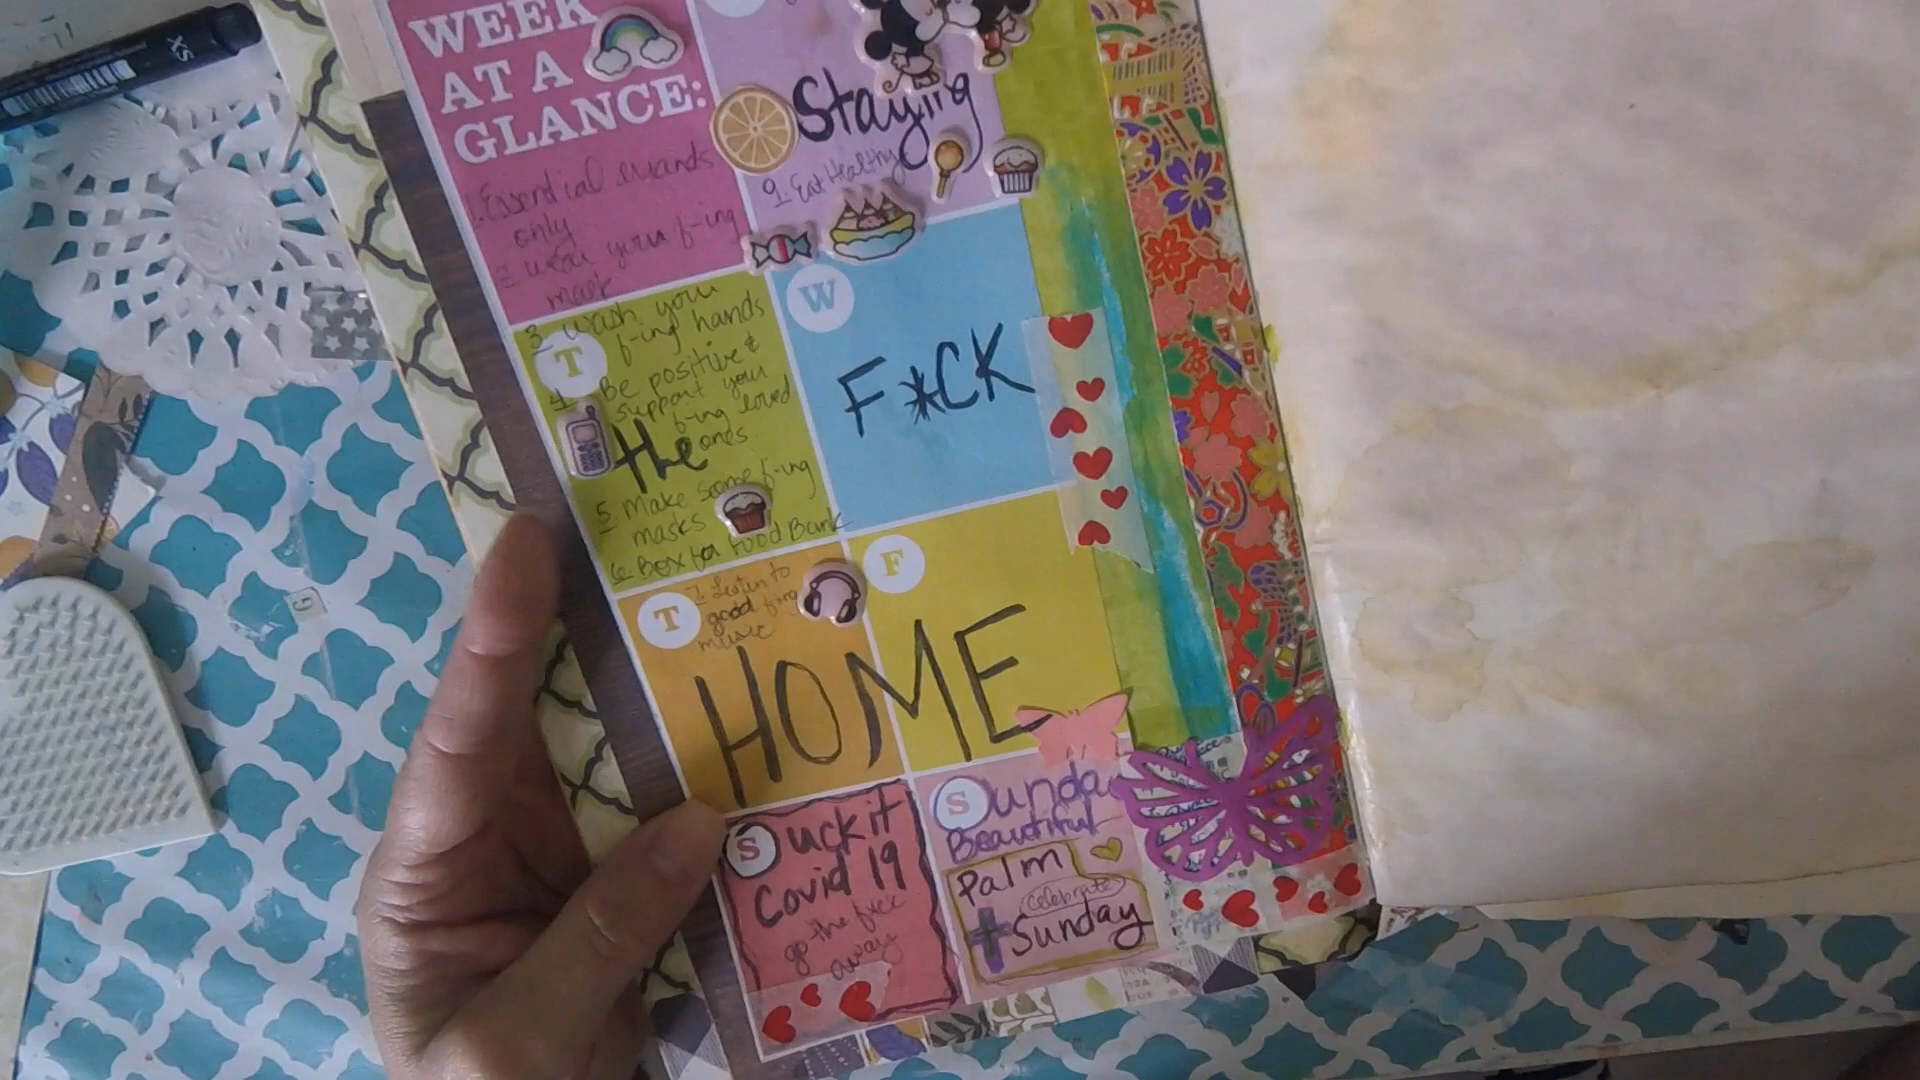 XS
WEEK
AT A
GLANCE:
1. Essential errands
only
2 wear your f-ing
mask
Staying
9. Eat Healthy
3 wash your
f-ing hands
T
4 Be positive &
support your
f-ing loved
ones
the
5 make some f-ing
masks
6 Box for Food Bank
W
F*CK
T
7. Listen to
good f-ing
music
F
HOME
Suck it
Covid 19
go the fuck
away
Sunda
Beautiful
Palm
celebrate
Sunday